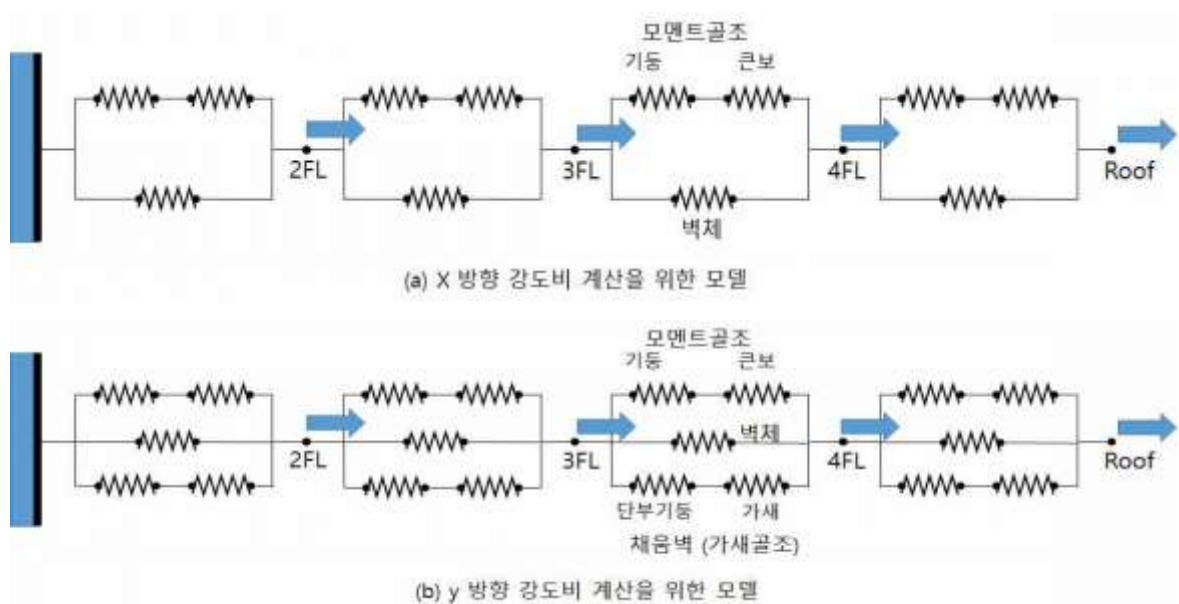 모멘트골조
기둥 큰보
2FL 3FL 4FL Roof
벽체
(a) X 방향 강도비 계산을 위한 모델
모멘트골조
기둥 큰보
벽체
2FL 3FL 4FL Roof
단부기둥 가새
채움벽 (가새골조)
(b) y 방향 강도비 계산을 위한 모델